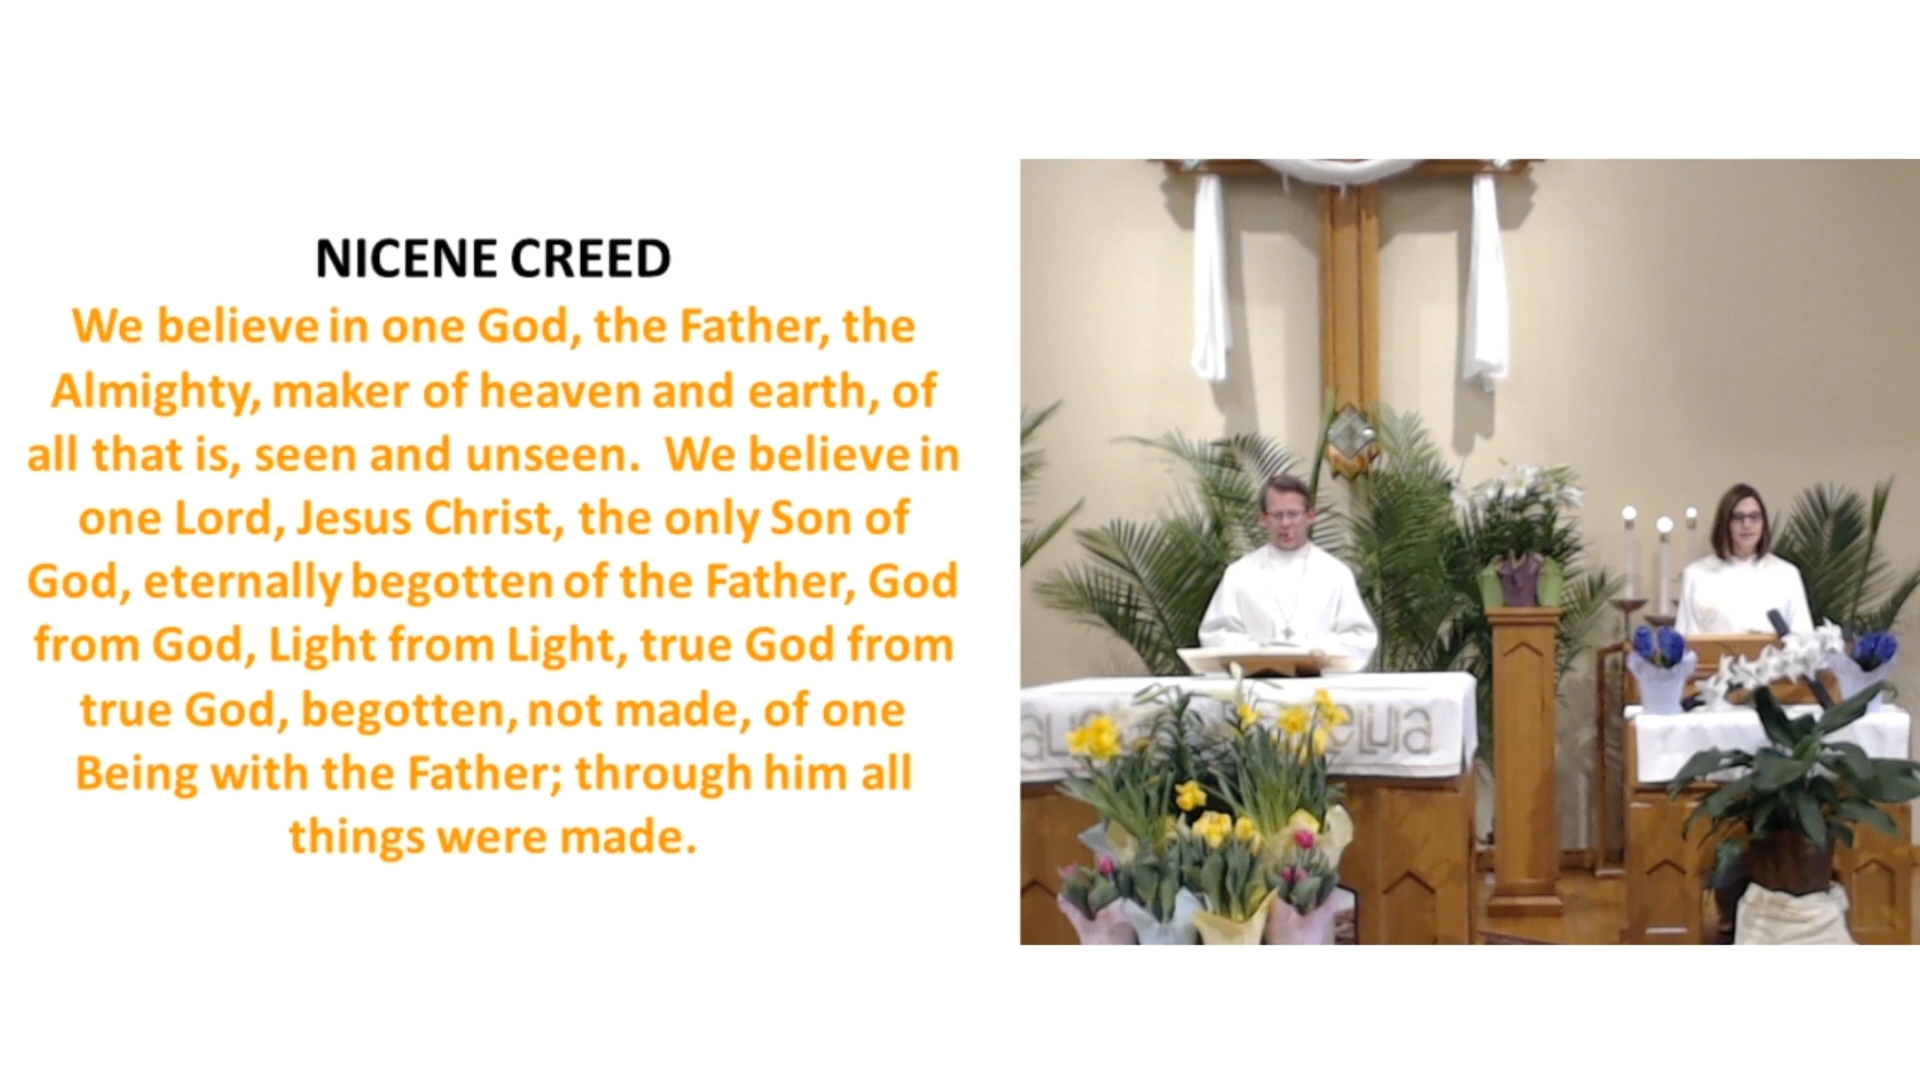 NICENE CREED
We believe in one God, the Father, the
Almighty, maker of heaven and earth, of
all that is, seen and unseen.  We believe in
one Lord, Jesus Christ, the only Son of
God, eternally begotten of the Father, God
from God, Light from Light, true God from
true God, begotten, not made, of one
Being with the Father; through him all
things were made.